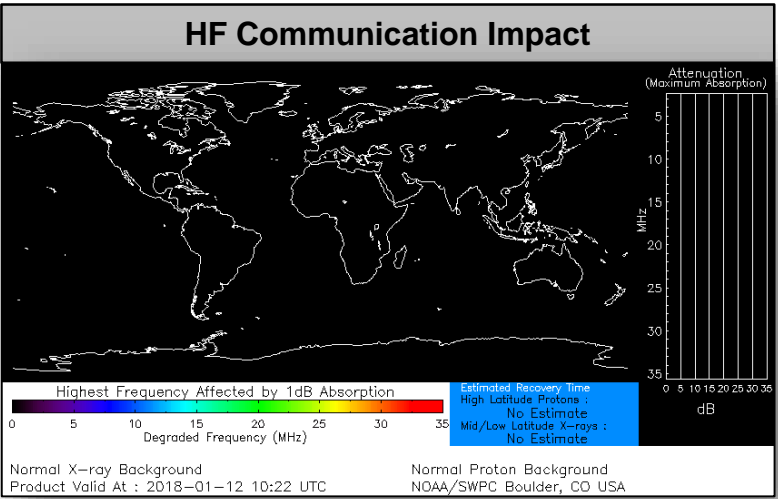 HF Communication Impact
Attenuation
(Maximum Absorption)
5
10
15
20
25
30
35
MHz
0 5 10 15 20 25 30 35
dB
Highest Frequency Affected by 1dB Absorption
0 5 10 15 20 25 30 35
Degraded Frequency (MHz)
Estimated Recovery Time
High Latitude Protons :
No Estimate
Mid/Low Latitude X-rays :
No Estimate
Normal X-ray Background
Normal Proton Background
Product Valid At : 2018-01-12 10:22 UTC
NOAA/SWPC Boulder, CO USA